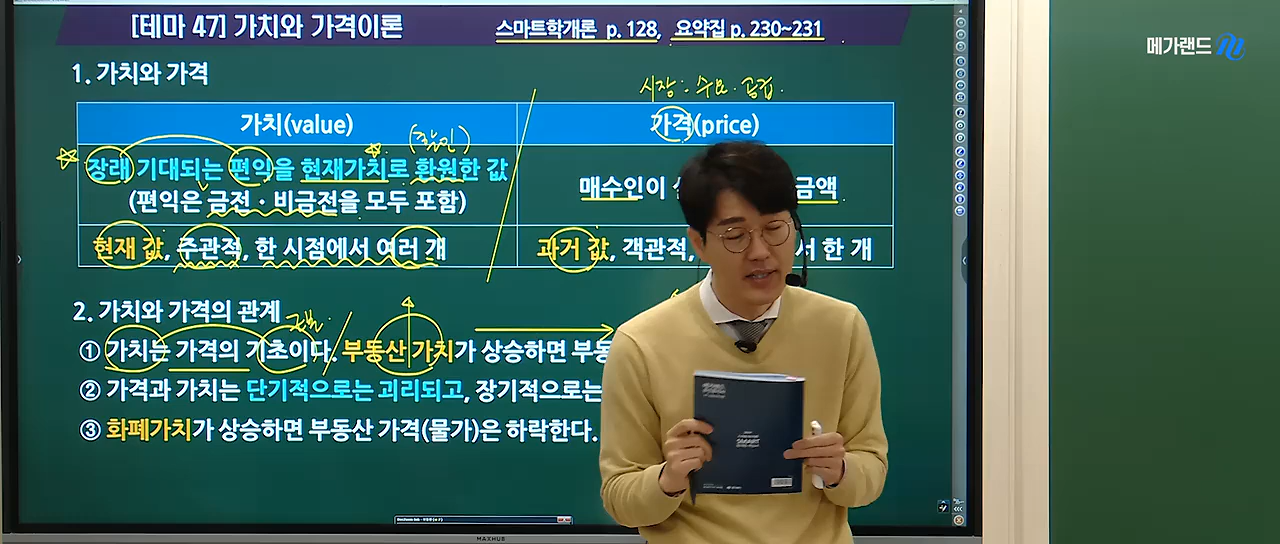 [테마 47] 가치와 가격이론
스마트학개론 p. 128, 요약집 p. 230~231
메가랜드
1. 가치와 가격
시장 : 수요·공급
가치(value)
가격(price)
(할인)
장래 기대되는 편익을 현재가치로 환원한 값
(편익은 금전·비금전을 모두 포함)
매수인이
금액
현재 값, 주관적, 한 시점에서 여러 개
과거 값, 객관적,
서 한 개
2. 가치와 가격의 관계
① 가치는 가격의 기초이다. 부동산 가치가 상승하면 부동
② 가격과 가치는 단기적으로는 괴리되고, 장기적으로는
③ 화폐가치가 상승하면 부동산 가격(물가)은 하락한다.
MAXHUB